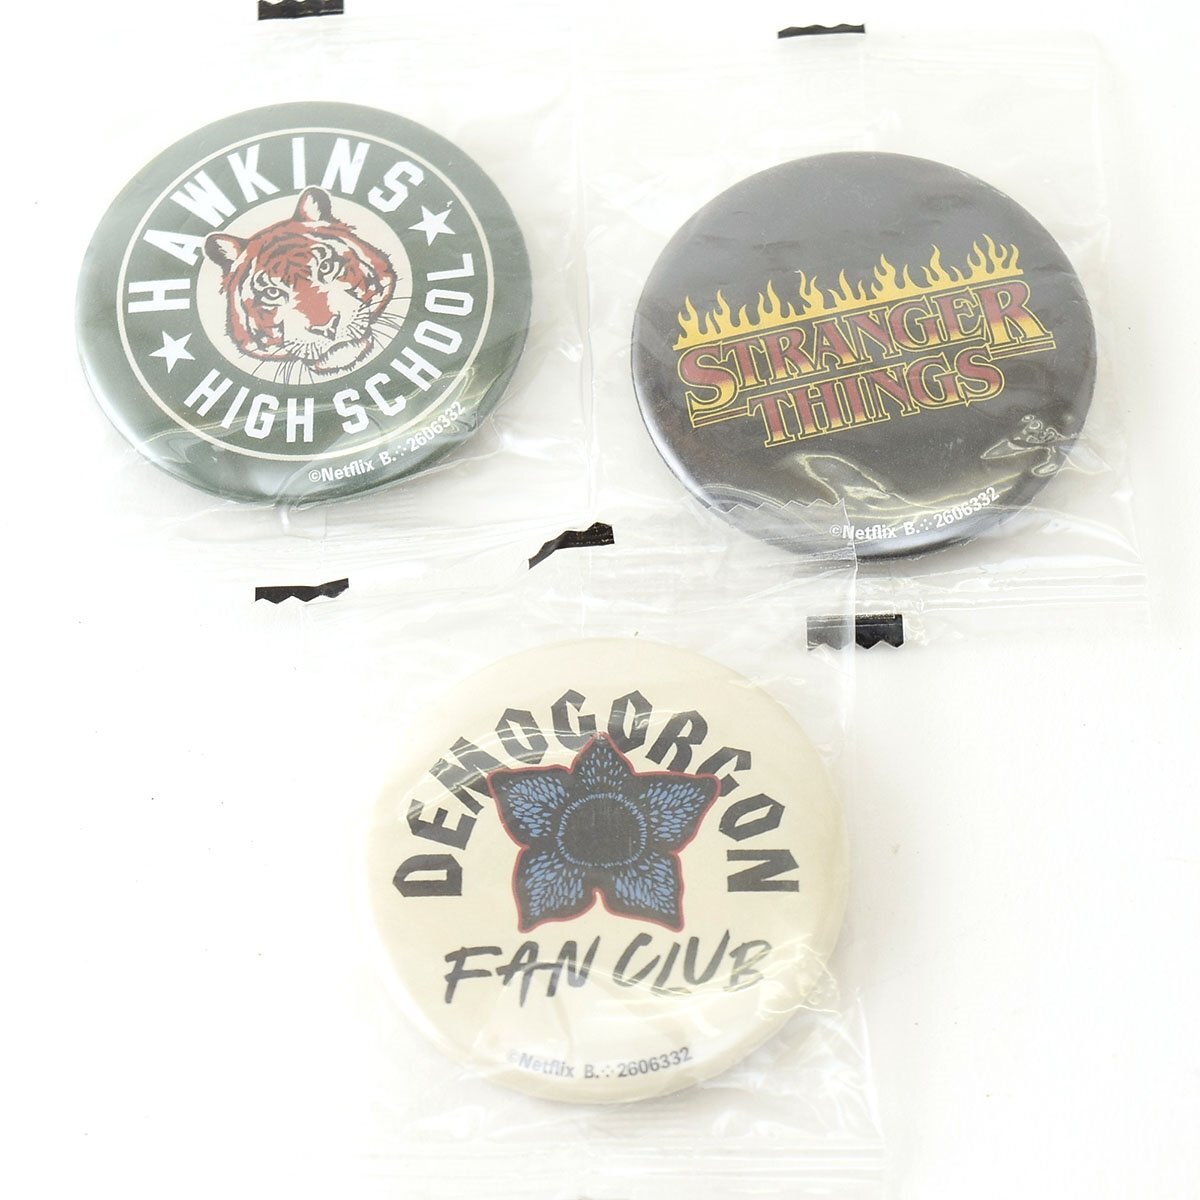 HAWKINS
HIGH SCHOOL
©Netflix B.⁘2606332
STRANGER
THINGS
©Netflix B.⁘2606332
DEMOGORGON
FAN CLUB
©Netflix B.⁘2606332